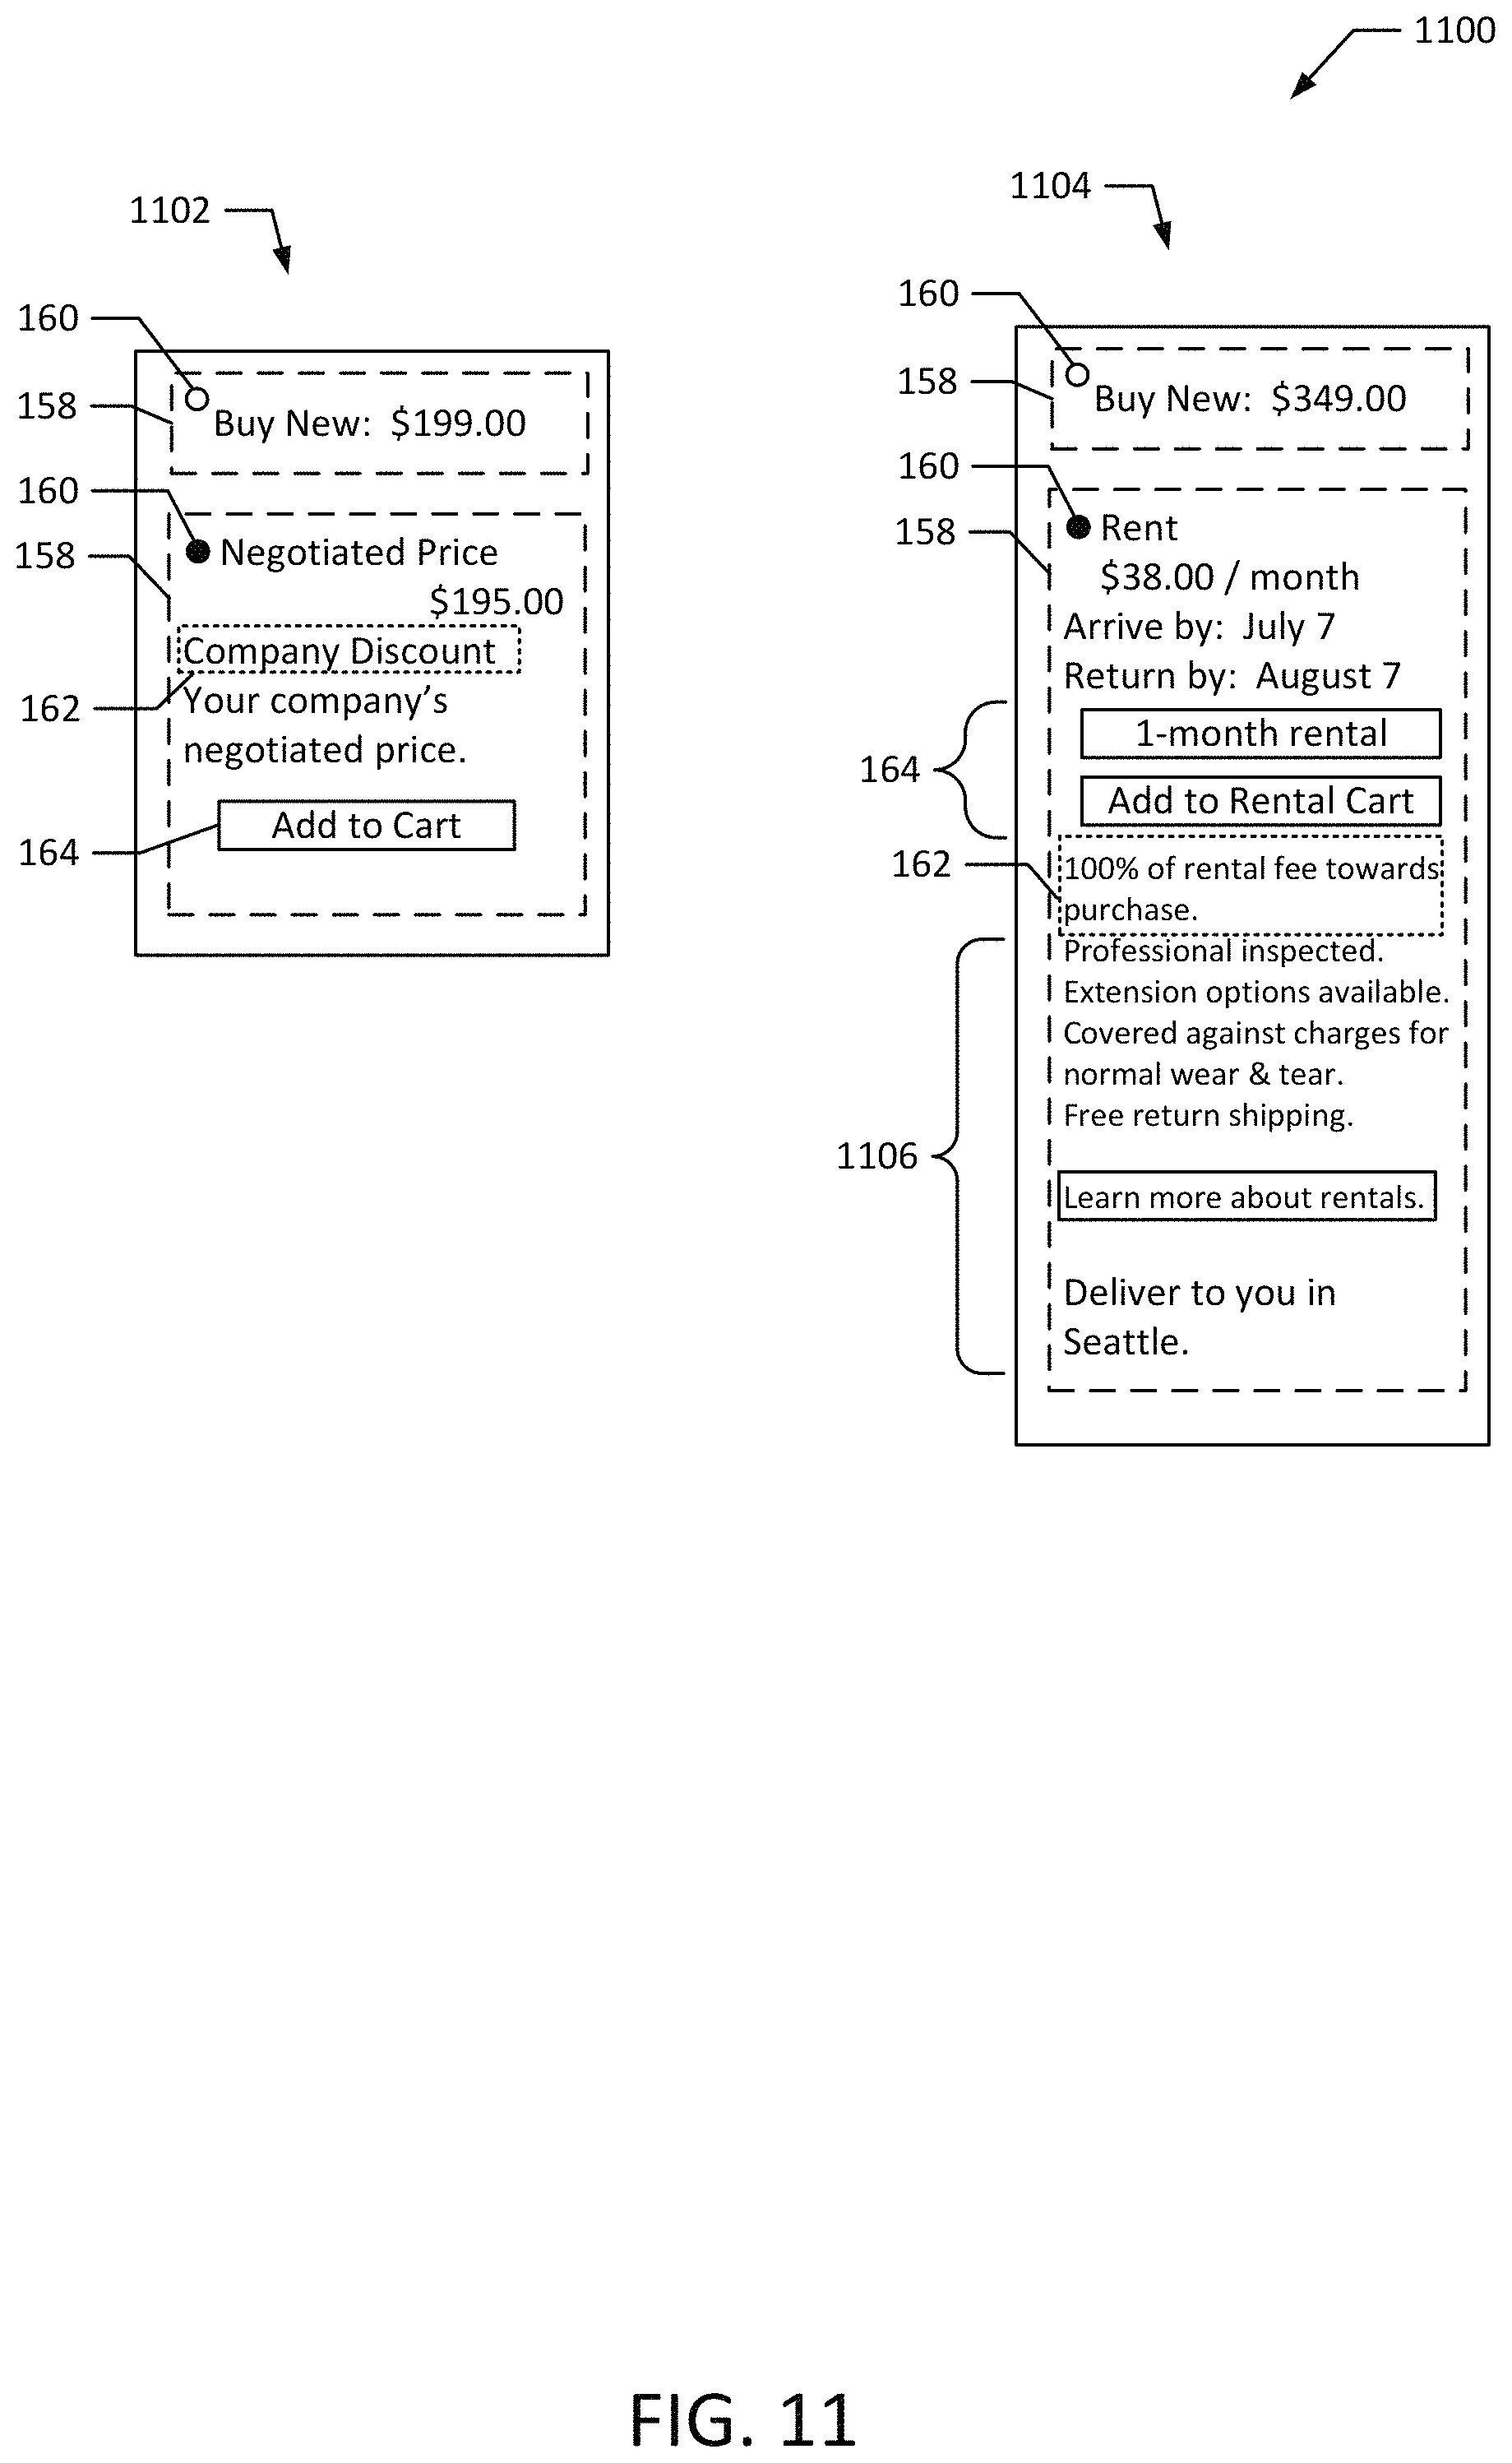 1100
1102
160
158
Buy New: $199.00
160
158
Negotiated Price
$195.00
Company Discount
162
Your company's
negotiated price.
164
Add to Cart
1104
160
158
Buy New: $349.00
160
158
Rent
$38.00 / month
Arrive by: July 7
Return by: August 7
164
1-month rental
Add to Rental Cart
162
100% of rental fee towards
purchase.
Professional inspected.
Extension options available.
Covered against charges for
normal wear & tear.
Free return shipping.
1106
Learn more about rentals.
Deliver to you in
Seattle.
FIG. 11